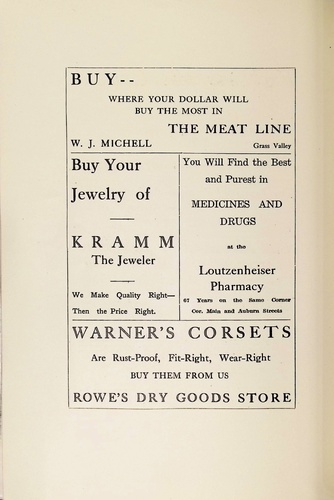 BUY--
WHERE YOUR DOLLAR WILL
BUY THE MOST IN
THE MEAT LINE
W. J. MICHELL Grass Valley
Buy Your
Jewelry of
KRAMM
The Jeweler
We Make Quality Right—
Then the Price Right.
You Will Find the Best
and Purest in
MEDICINES AND
DRUGS
at the
Loutzenheiser
Pharmacy
67 Years on the Same Corner
Cor. Main and Auburn Streets
WARNER'S CORSETS
Are Rust-Proof, Fit-Right, Wear-Right
BUY THEM FROM US
ROWE'S DRY GOODS STORE